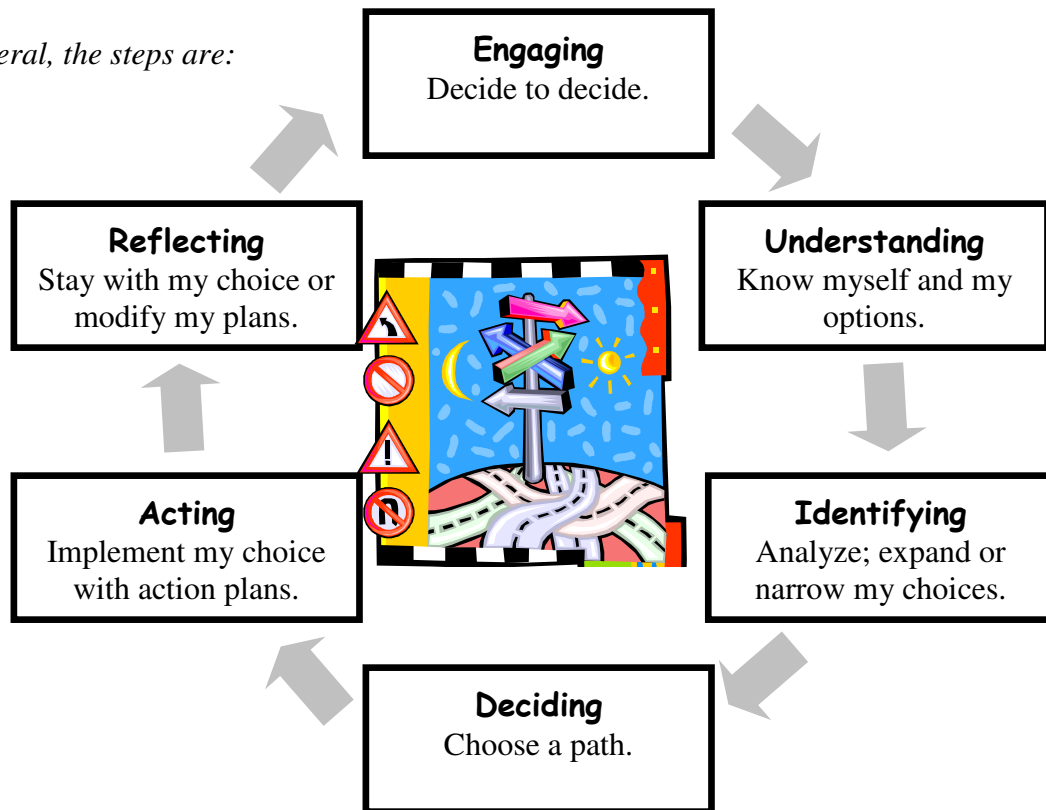 eral, the steps are:
Engaging
Decide to decide.
Understanding
Know myself and my
options.
Identifying
Analyze; expand or
narrow my choices.
Deciding
Choose a path.
Acting
Implement my choice
with action plans.
Reflecting
Stay with my choice or
modify my plans.